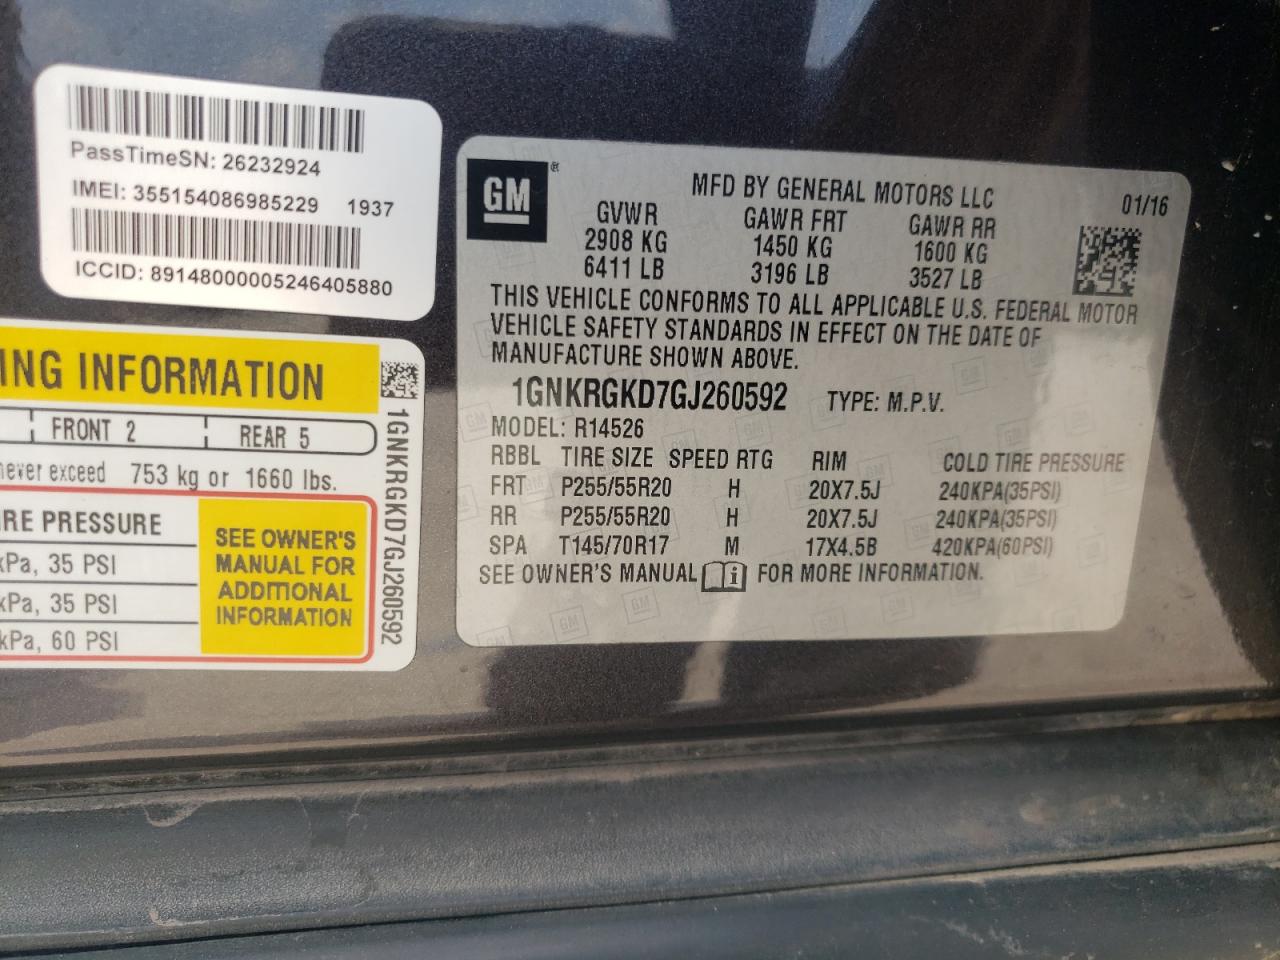 PassTimeSN: 26232924
IMEI: 355154086985229 1937
ICCID: 89148000005246405880
ING INFORMATION
FRONT 2 REAR 5
never exceed 753 kg or 1660 lbs.
RE PRESSURE
kPa, 35 PSI
kPa, 35 PSI
kPa, 60 PSI
SEE OWNER'S
MANUAL FOR
ADDITIONAL
INFORMATION
1GNKRGKD7GJ260592
GM ®
MFD BY GENERAL MOTORS LLC 01/16
GVWR GAWR FRT GAWR RR
2908 KG 1450 KG 1600 KG
6411 LB 3196 LB 3527 LB
THIS VEHICLE CONFORMS TO ALL APPLICABLE U.S. FEDERAL MOTOR
VEHICLE SAFETY STANDARDS IN EFFECT ON THE DATE OF
MANUFACTURE SHOWN ABOVE.
1GNKRGKD7GJ260592 TYPE: M.P.V.
MODEL: R14526
RBBL TIRE SIZE SPEED RTG RIM COLD TIRE PRESSURE
FRT P255/55R20 H 20X7.5J 240KPA(35PSI)
RR P255/55R20 H 20X7.5J 240KPA(35PSI)
SPA T145/70R17 M 17X4.5B 420KPA(60PSI)
SEE OWNER'S MANUAL i FOR MORE INFORMATION.